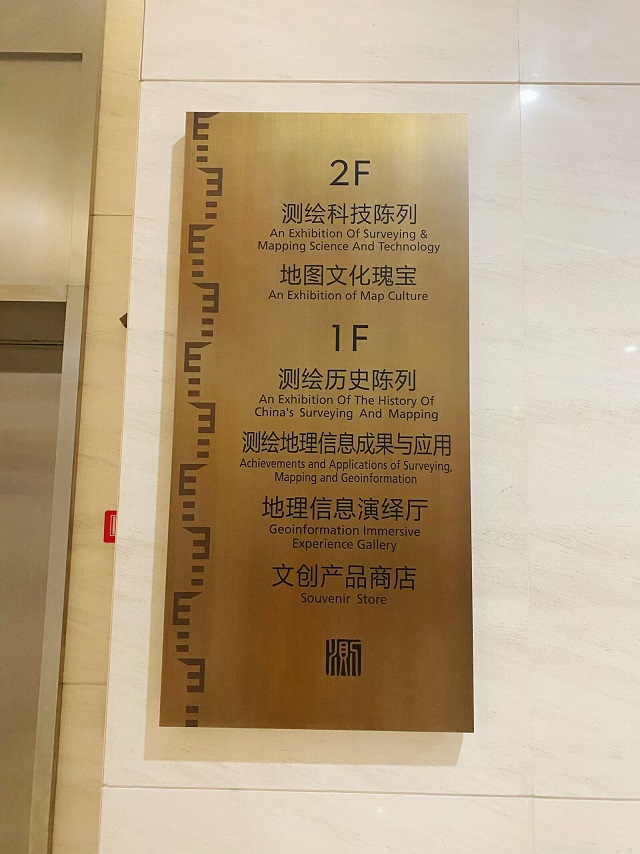 2F
测绘科技陈列
An Exhibition Of Surveying &
Mapping Science And Technology
地图文化瑰宝
An Exhibition of Map Culture
1F
测绘历史陈列
An Exhibition Of The History Of
China's Surveying And Mapping
测绘地理信息成果与应用
Achievements and Applications of Surveying,
Mapping and Geoinformation
地理信息演绎厅
Geoinformation Immersive
Experience Gallery
文创产品商店
Souvenir Store